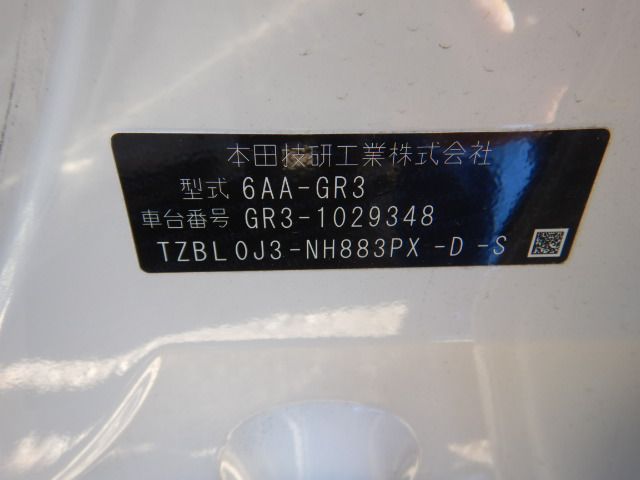 本田技研工業株式会社
型式 6AA-GR3
車台番号 GR3-1029348
TZBL0J3-NH883PX-D-S